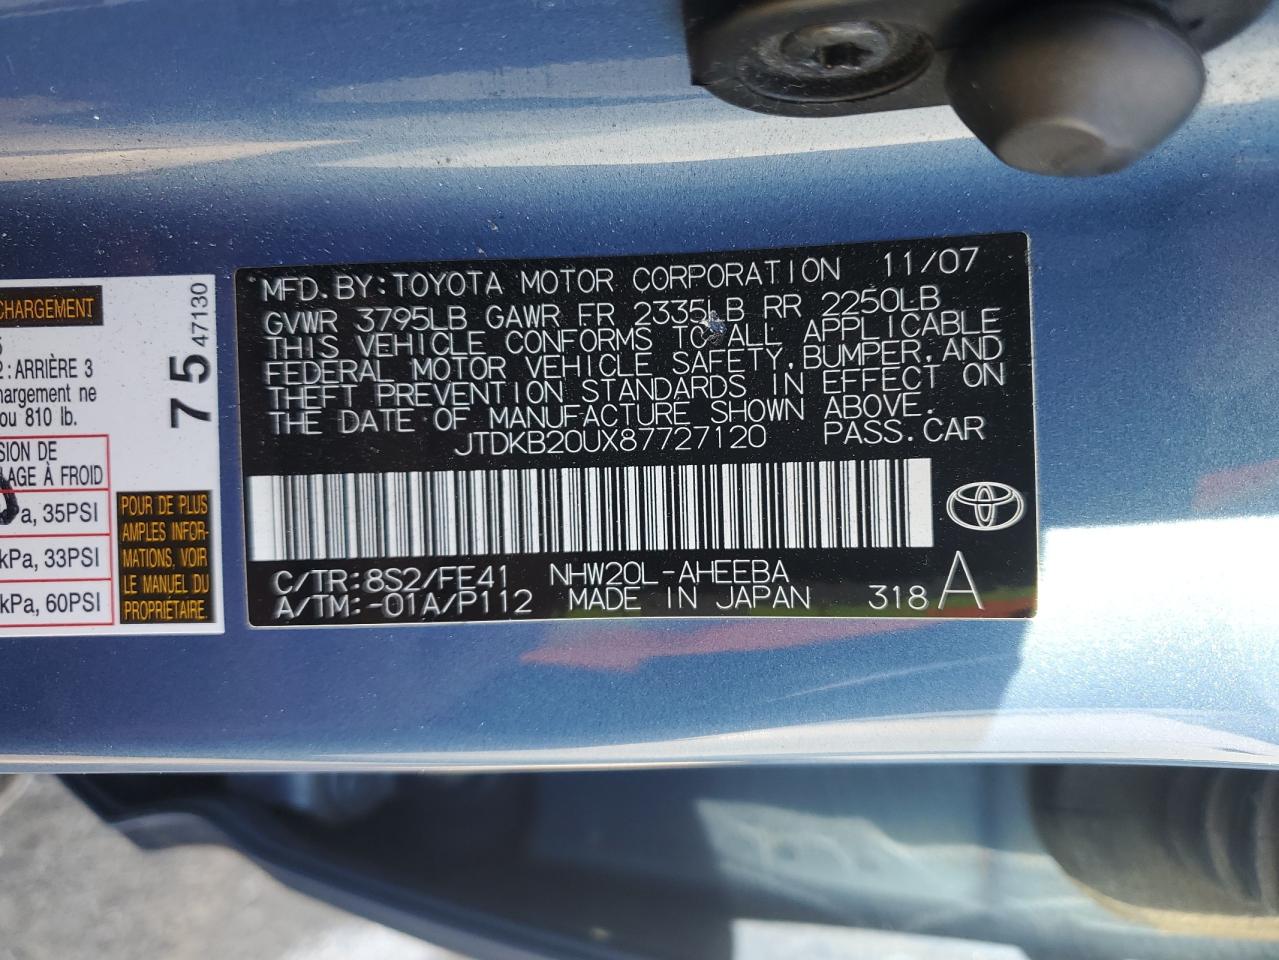 CHARGEMENT
5
2 : ARRIÈRE 3
hargement ne
ou 810 lb.
SION DE
LAGE À FROID
a, 35PSI
kPa, 33PSI
kPa, 60PSI
75
47130
POUR DE PLUS
AMPLES INFOR-
MATIONS, VOIR
LE MANUEL DU
PROPRIÉTAIRE.
MFD. BY: TOYOTA MOTOR CORPORATION 11/07
GVWR 3795LB GAWR FR 2335LB RR 2250LB
THIS VEHICLE CONFORMS TO ALL APPLICABLE
FEDERAL MOTOR VEHICLE SAFETY, BUMPER, AND
THEFT PREVENTION STANDARDS IN EFFECT ON
THE DATE OF MANUFACTURE SHOWN ABOVE.
JTDKB20UX87727120 PASS. CAR
C/TR: 8S2/FE41 NHW20L-AHEEBA
A/TM: -01A/P112 MADE IN JAPAN 318 A